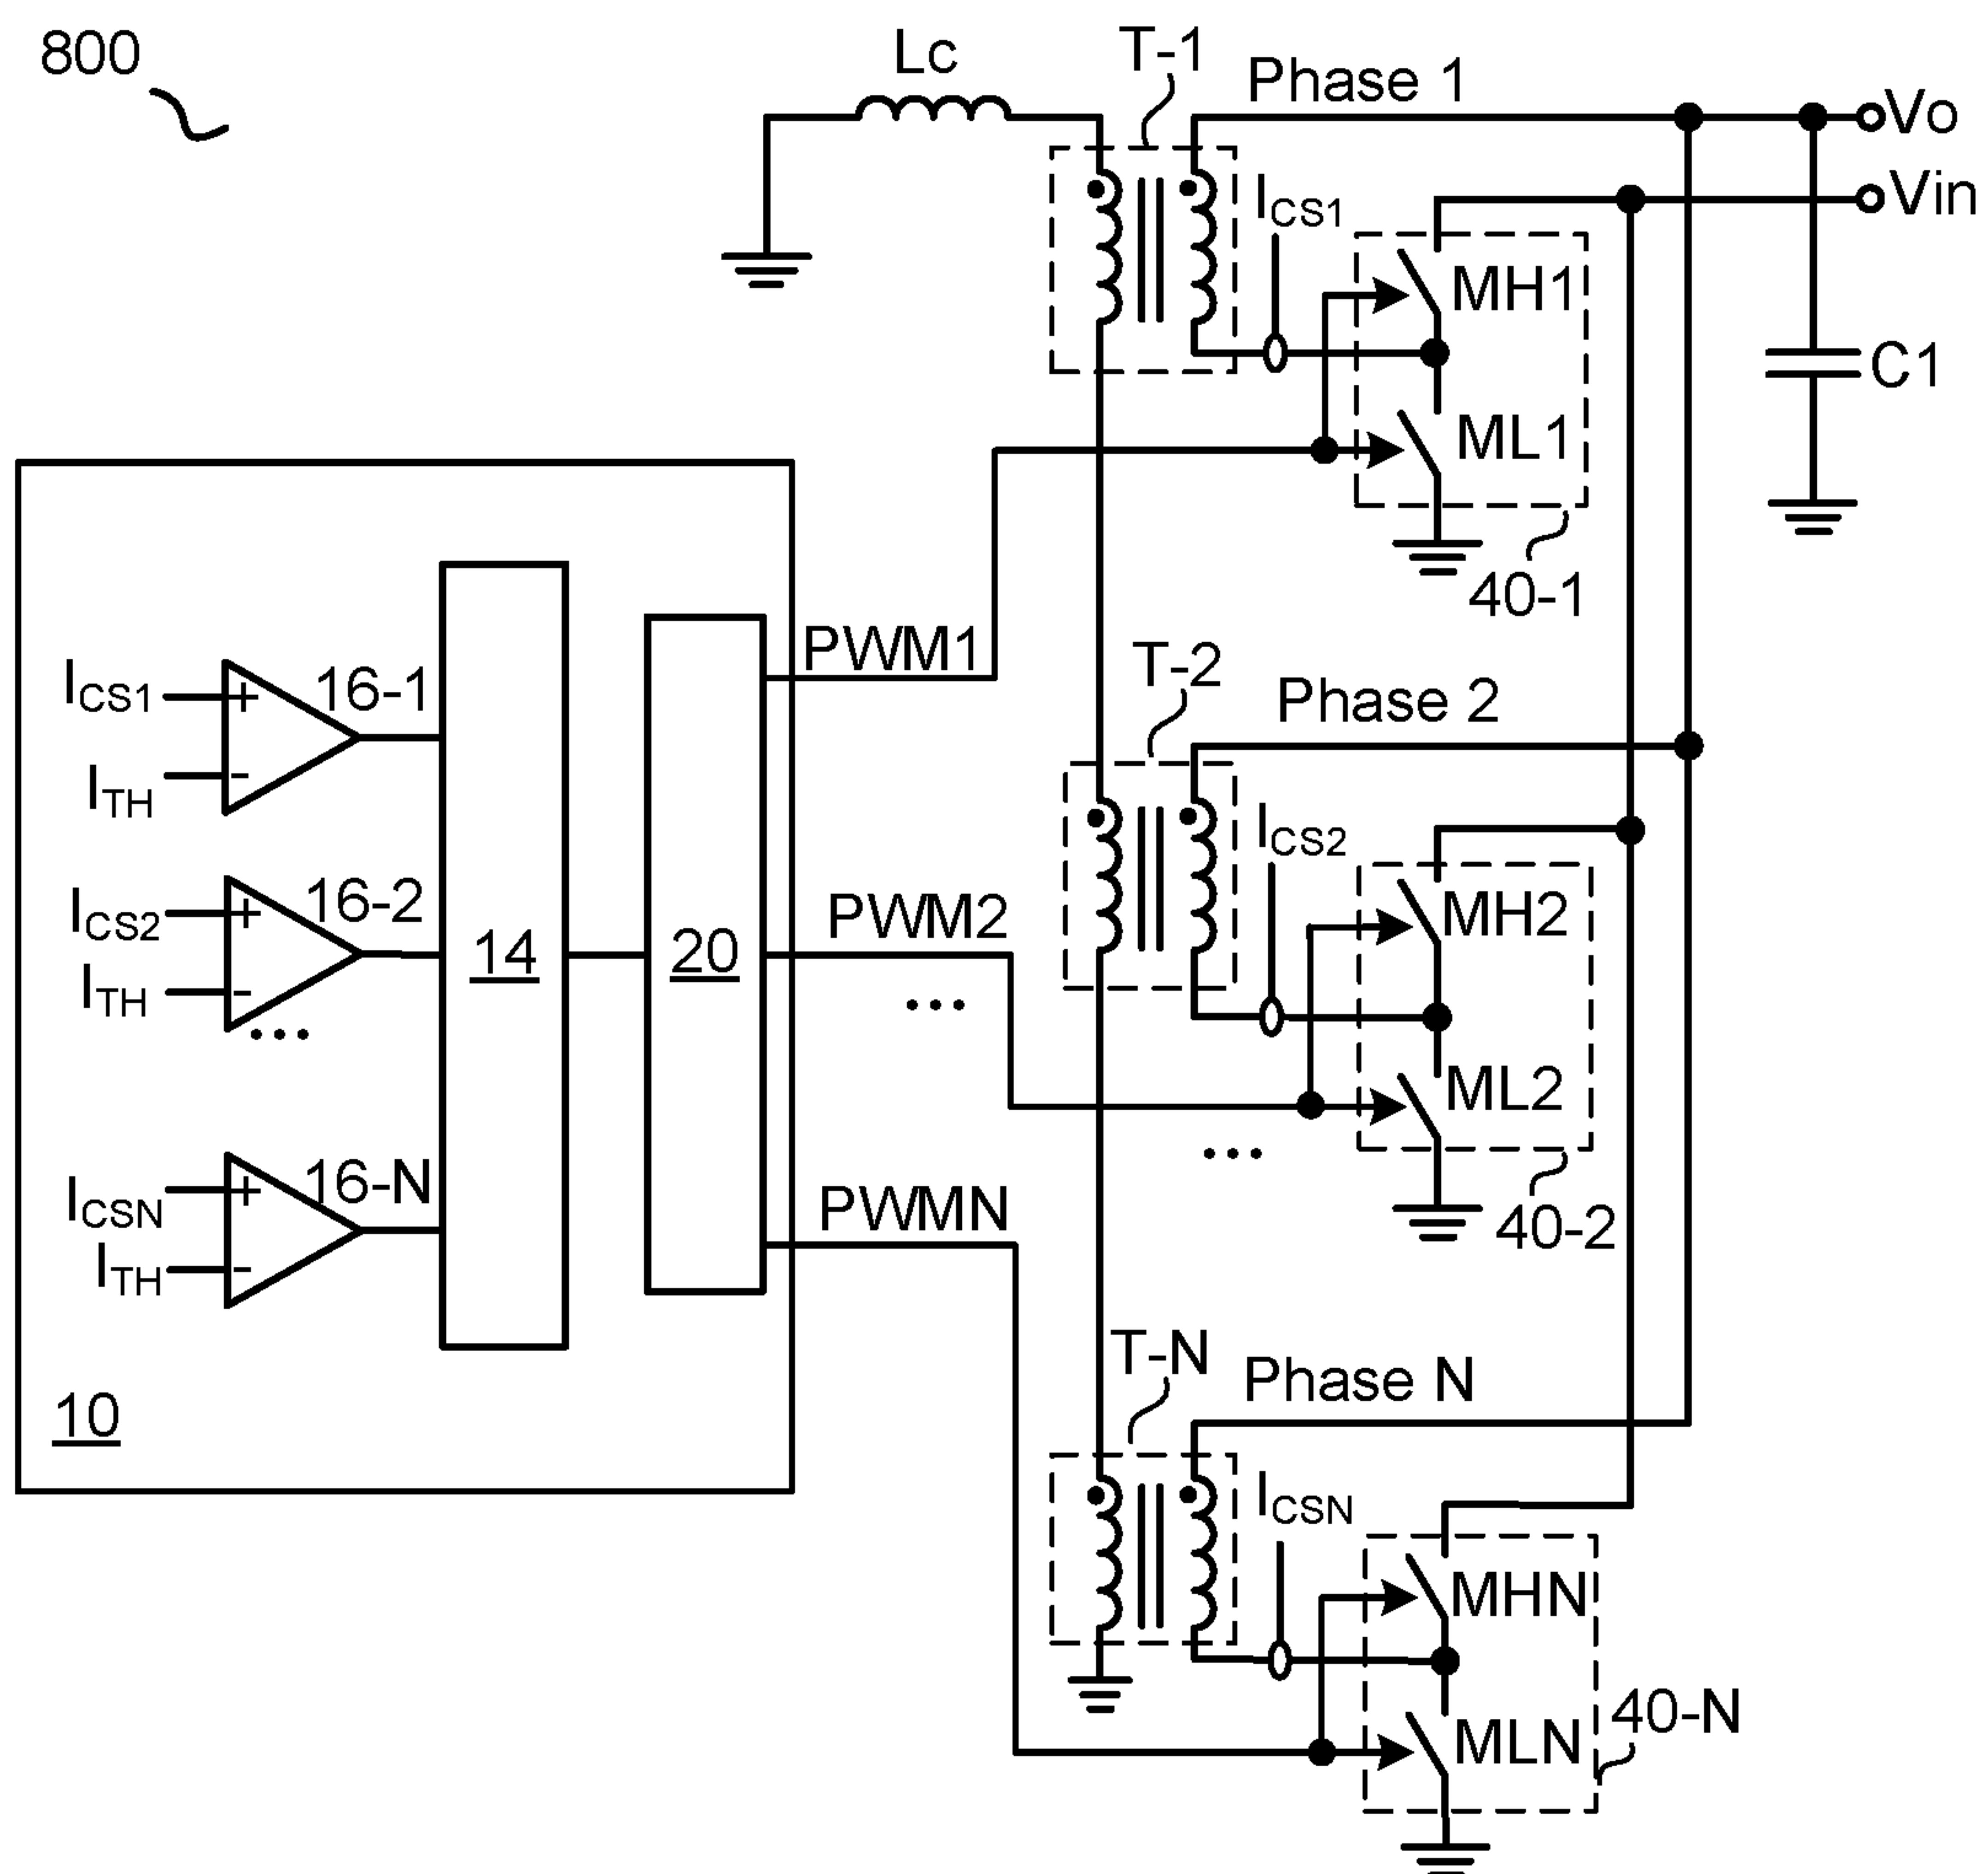 800
Lc
T-1
Phase 1
Vo
Vin
ICS1
MH1
C1
ML1
40-1
PWM1
T-2
Phase 2
ICS1
16-1
+
ITH
-
ICS2
MH2
ICS2
16-2
+
ITH
-
...
14
20
PWM2
...
ML2
...
40-2
ICSN
16-N
+
ITH
-
PWMN
T-N
Phase N
10
ICSN
MHN
MLN
40-N